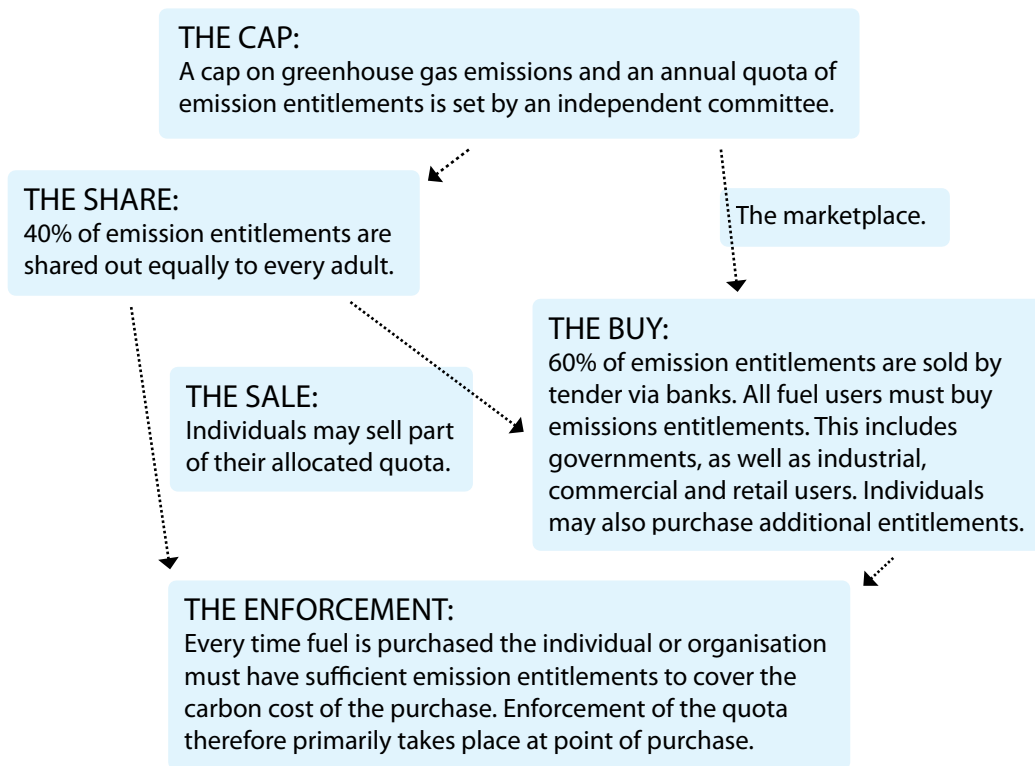 THE CAP:
A cap on greenhouse gas emissions and an annual quota of
emission entitlements is set by an independent committee.
THE SHARE:
40% of emission entitlements are
shared out equally to every adult.
The marketplace.
THE BUY:
60% of emission entitlements are sold by
tender via banks. All fuel users must buy
emissions entitlements. This includes
governments, as well as industrial,
commercial and retail users. Individuals
may also purchase additional entitlements.
THE SALE:
Individuals may sell part
of their allocated quota.
THE ENFORCEMENT:
Every time fuel is purchased the individual or organisation
must have sufficient emission entitlements to cover the
carbon cost of the purchase. Enforcement of the quota
therefore primarily takes place at point of purchase.